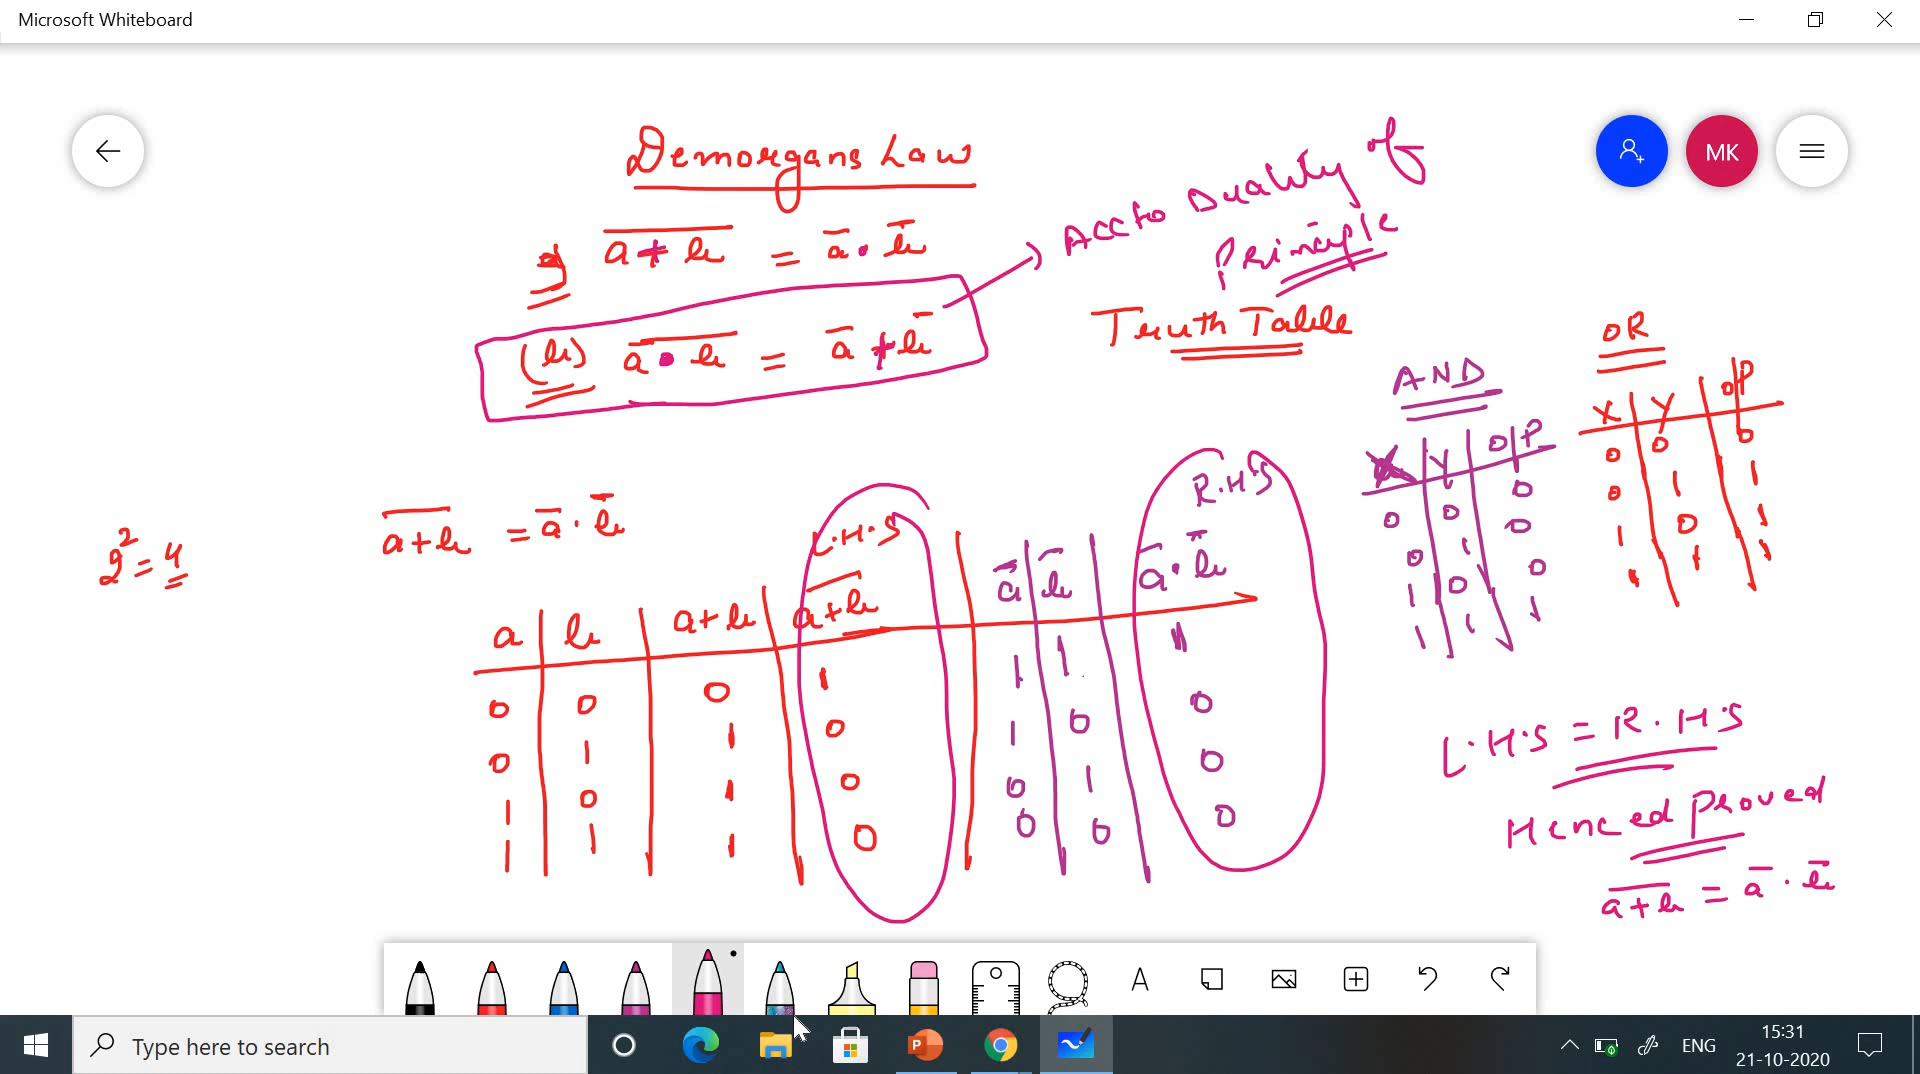 Microsoft Whiteboard
MK
Demorgans Law
a + b = ā . b̄
(b) a . b = ā + b̄
Accto Duality of
Principle
Truth Table
2² = 4
a+b = ā . b̄
L.H.S
R.H.S
a b a+b a+b ā b̄ ā . b̄
0 0 0 1 1 1 1
0 1 1 0 1 0 0
1 0 1 0 0 1 0
1 1 1 0 0 0 0
AND
X Y O/P
0 0 0
0 1 0
1 0 0
1 1 1
OR
X Y O/P
0 0 0
0 1 1
1 0 1
1 1 1
L.H.S = R.H.S
Henced proved
a+b = ā . b̄
A
Type here to search
ENG
15:31
21-10-2020